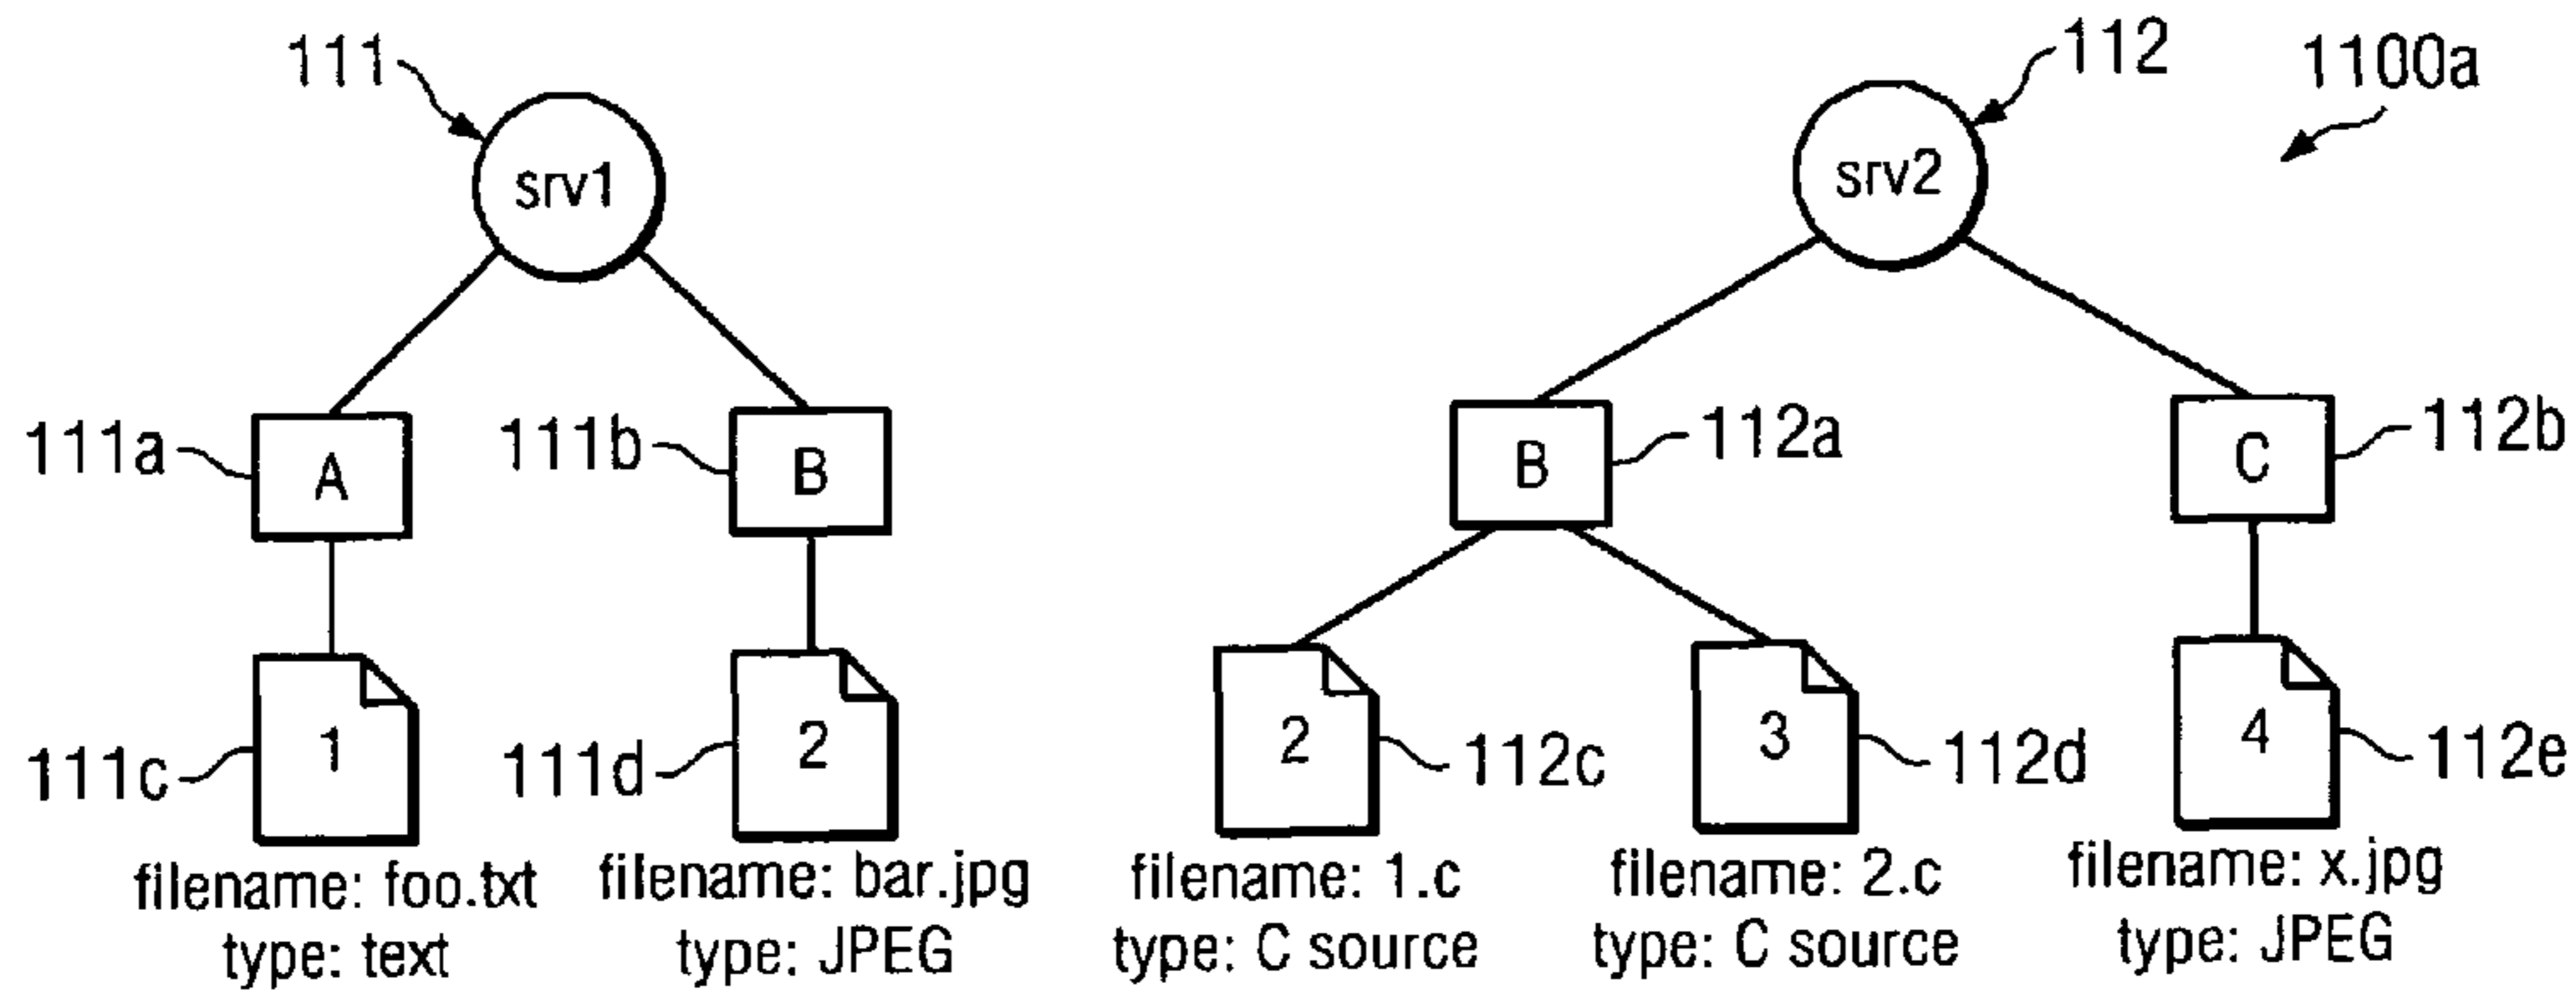 111
112
1100a
srv1
srv2
111a
A
111b
B
B
112a
C
112b
111c
1
111d
2
2
112c
3
112d
4
112e
filename: foo.txt
type: text
filename: bar.jpg
type: JPEG
filename: 1.c
type: C source
filename: 2.c
type: C source
filename: x.jpg
type: JPEG